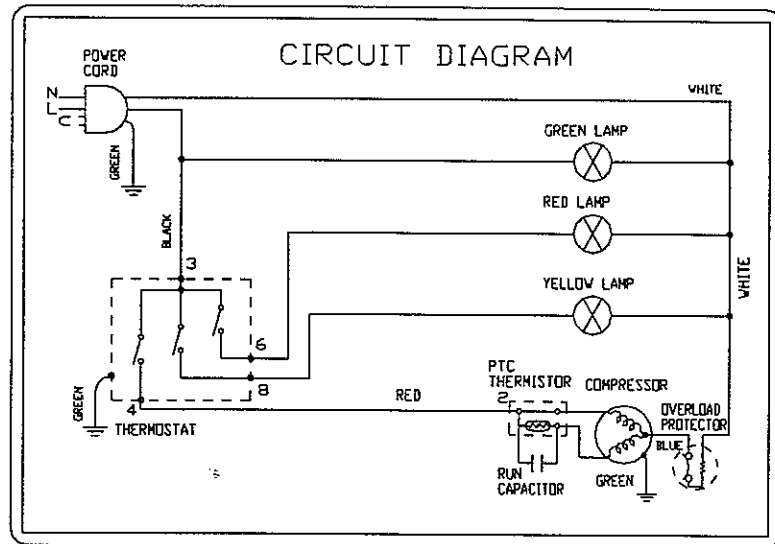 CIRCUIT DIAGRAM
POWER
CORD
N
L
WHITE
GREEN
GREEN LAMP
RED LAMP
BLACK
3
WHITE
YELLOW LAMP
6
8
PTC
THERMISTOR
COMPRESSOR
GREEN
4
RED
2
OVERLOAD
PROTECTOR
THERMOSTAT
BLUE
RUN
CAPACITOR
GREEN